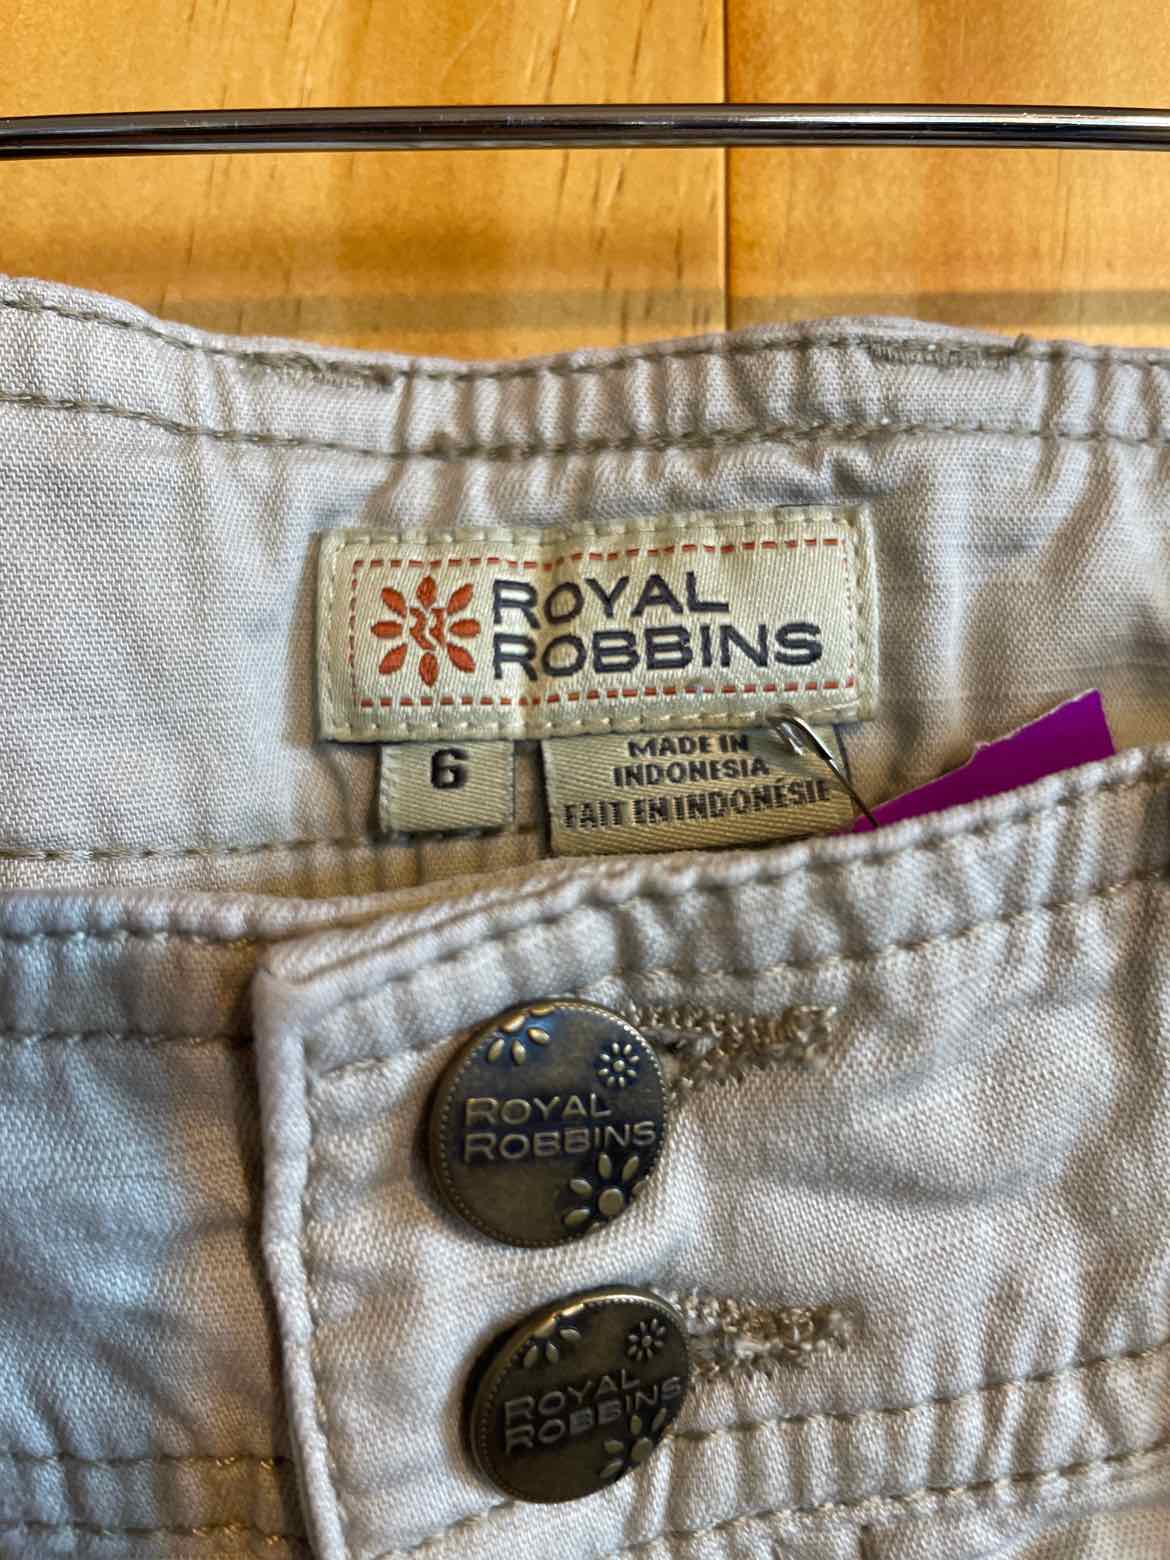 ROYAL
ROBBINS
6
MADE IN
INDONESIA
FAIT EN INDONÉSIE
ROYAL
ROBBINS
ROYAL
ROBBINS